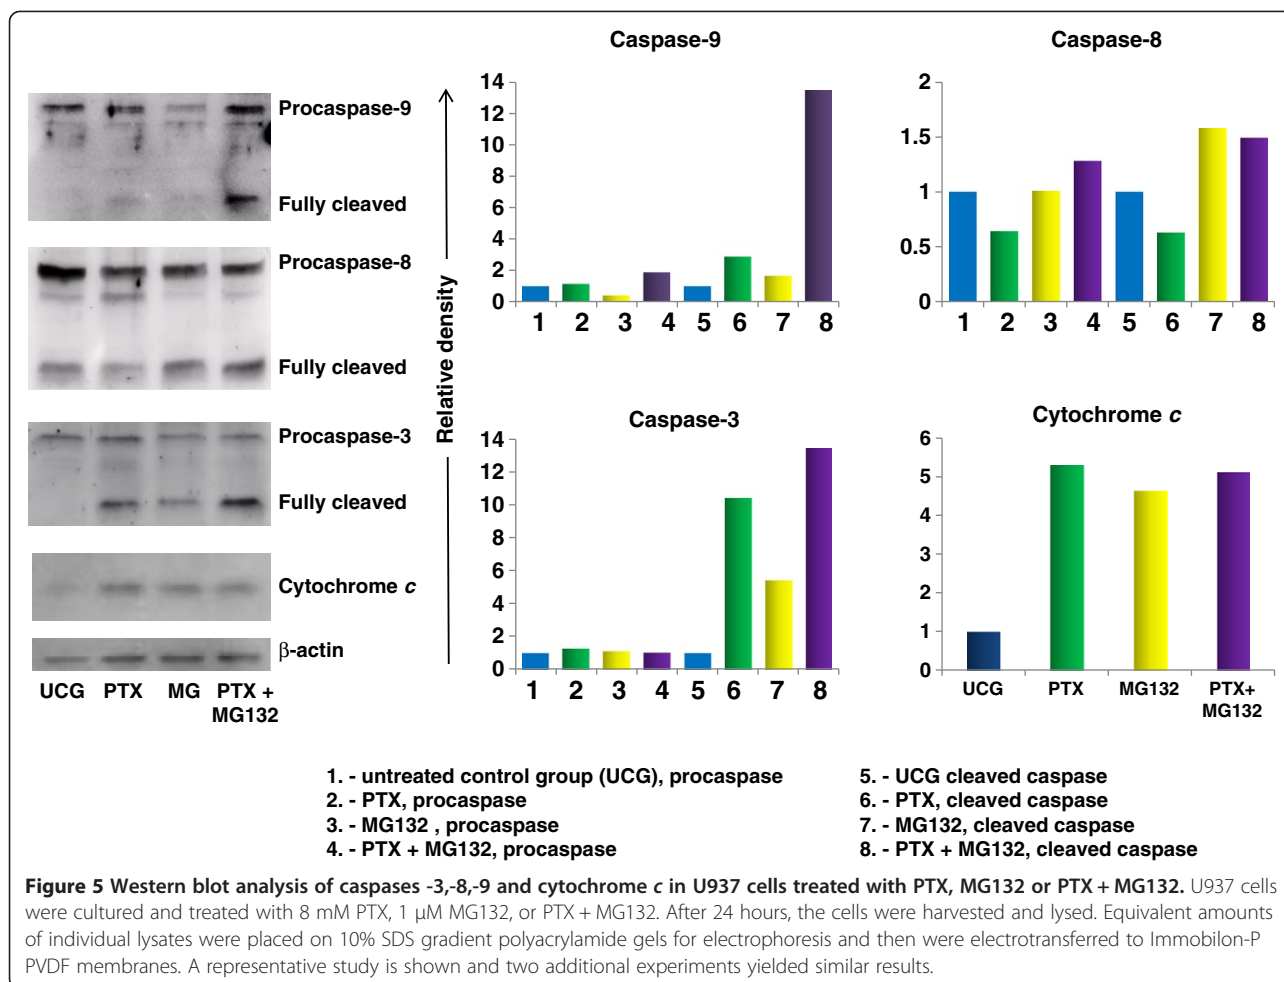 Procaspase-9
Fully cleaved
Procaspase-8
Fully cleaved
Procaspase-3
Fully cleaved
Cytochrome c
β-actin
UCG PTX MG PTX +
MG132
Relative density
Caspase-9
14
12
10
8
6
4
2
0
1 2 3 4 5 6 7 8
Caspase-8
2
1.5
1
0.5
0
1 2 3 4 5 6 7 8
Caspase-3
14
12
10
8
6
4
2
0
1 2 3 4 5 6 7 8
Cytochrome c
6
5
4
3
2
1
0
UCG PTX MG132 PTX+
MG132
1. - untreated control group (UCG), procaspase
2. - PTX, procaspase
3. - MG132 , procaspase
4. - PTX + MG132, procaspase
5. - UCG cleaved caspase
6. - PTX, cleaved caspase
7. - MG132, cleaved caspase
8. - PTX + MG132, cleaved caspase
Figure 5 Western blot analysis of caspases -3,-8,-9 and cytochrome c in U937 cells treated with PTX, MG132 or PTX + MG132. U937 cells
were cultured and treated with 8 mM PTX, 1 μM MG132, or PTX + MG132. After 24 hours, the cells were harvested and lysed. Equivalent amounts
of individual lysates were placed on 10% SDS gradient polyacrylamide gels for electrophoresis and then were electrotransferred to Immobilon-P
PVDF membranes. A representative study is shown and two additional experiments yielded similar results.